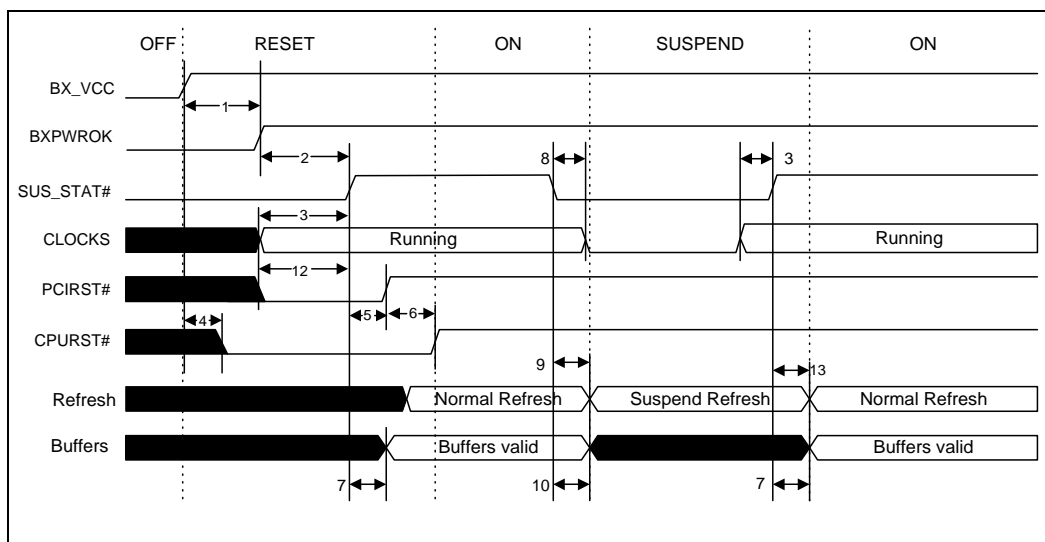 OFF RESET ON SUSPEND ON
BX_VCC
1
BXPWROK
2 8 3
SUS_STAT#
3
CLOCKS Running Running
12
PCIRST#
4 5 6
CPURST#
9 13
Refresh Normal Refresh Suspend Refresh Normal Refresh
Buffers Buffers valid Buffers valid
7 10 7